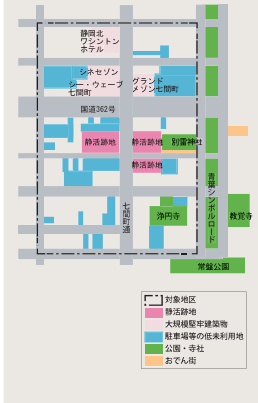 静岡北
ワシントン
ホテル
シネセゾン
ジー・ウェーブ
七間町
グランド
メゾン七間町
国道362号
静活跡地
静活跡地
別雷神社
静活跡地
青葉シンボルロード
七間町通
浄円寺
教覚寺
常盤公園
対象地区
静活跡地
大規模堅牢建築物
駐車場等の低未利用地
公園・寺社
おでん街